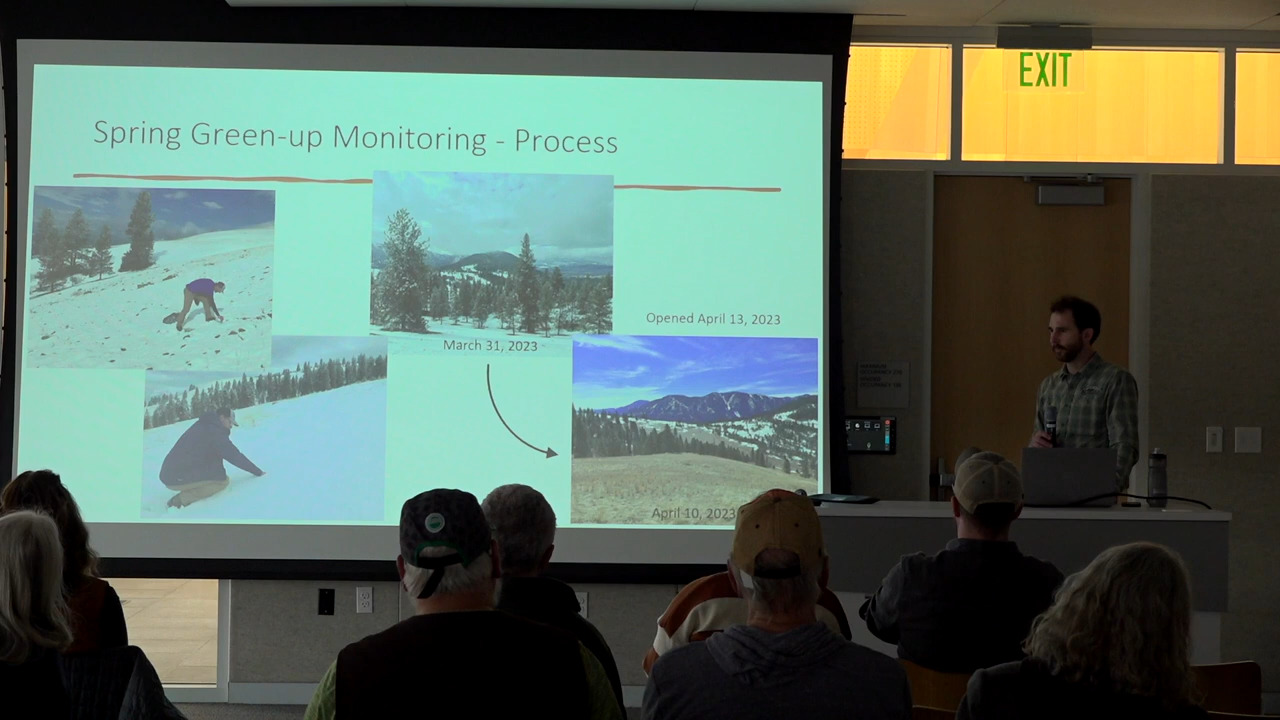 Spring Green-up Monitoring - Process
EXIT
Opened April 13, 2023
March 31, 2023
April 10, 2023